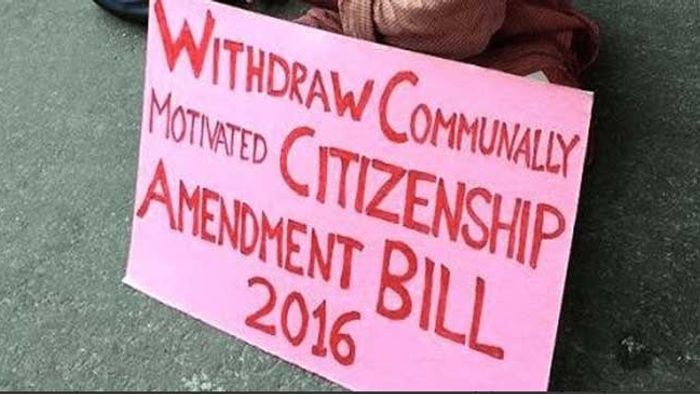 WITHDRAW COMMUNALLY
MOTIVATED CITIZENSHIP
AMENDMENT BILL
2016